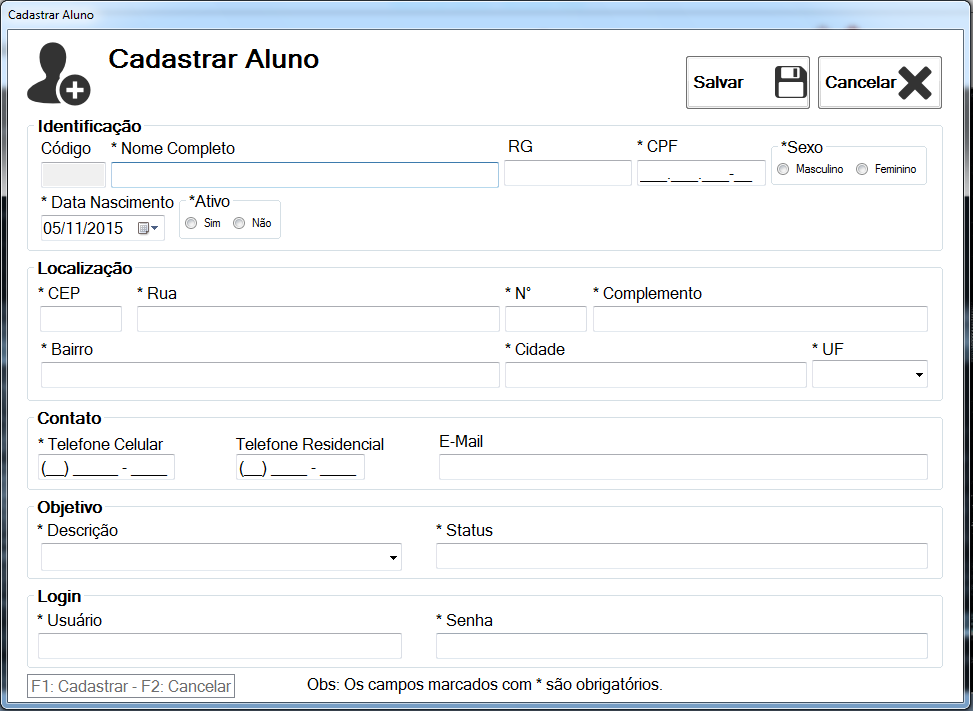 Cadastrar Aluno
Cadastrar Aluno
Salvar
Cancelar
Identificação
Código * Nome Completo RG * CPF *Sexo
___.___.___-__ Masculino Feminino
* Data Nascimento *Ativo
05/11/2015 Sim Não
Localização
* CEP * Rua * N° * Complemento
* Bairro * Cidade * UF
Contato
* Telefone Celular Telefone Residencial E-Mail
(__) _____ - ____ (__) ____ - ____
Objetivo
* Descrição * Status
Login
* Usuário * Senha
F1: Cadastrar - F2: Cancelar Obs: Os campos marcados com * são obrigatórios.